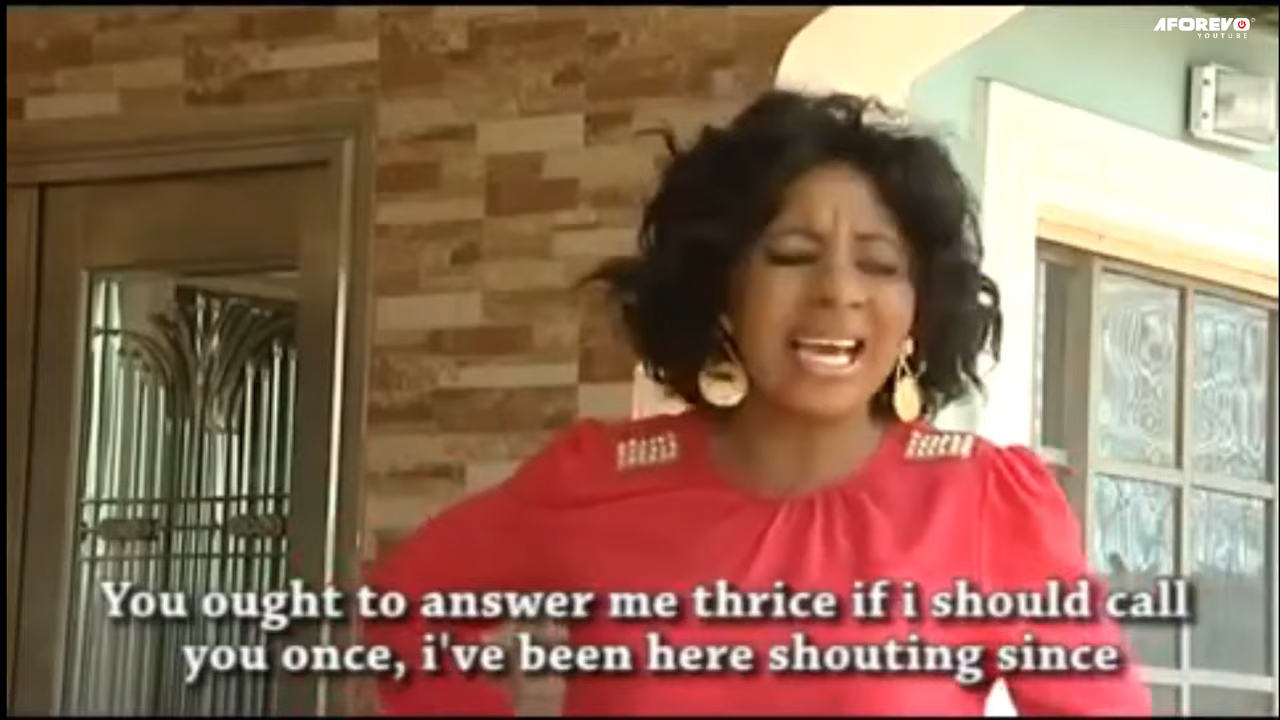 AFOREVO
YOUTUBE
You ought to answer me thrice if i should call
you once, i've been here shouting since